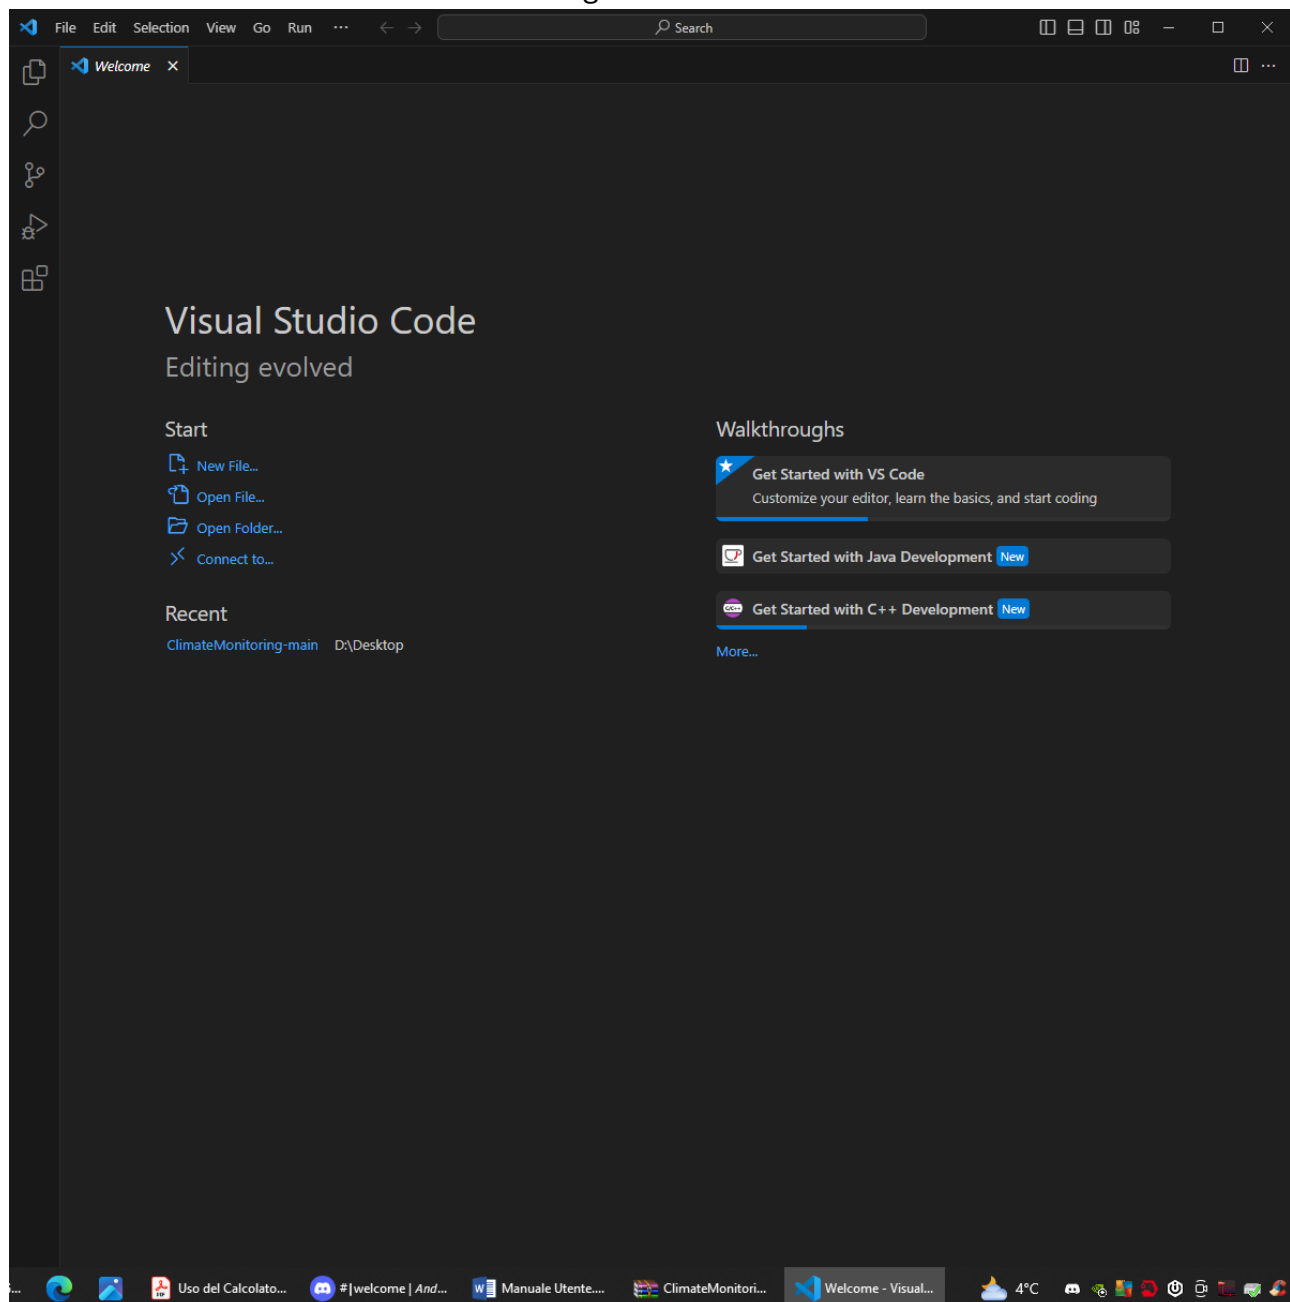 File Edit Selection View Go Run ··· Search
Welcome
Visual Studio Code
Editing evolved
Start
New File...
Open File...
Open Folder...
Connect to...
Recent
ClimateMonitoring-main D:\Desktop
Walkthroughs
Get Started with VS Code
Customize your editor, learn the basics, and start coding
Get Started with Java Development New
Get Started with C++ Development New
More...
Uso del Calcolato... #|welcome | And... Manuale Utente.... ClimateMonitori... Welcome - Visual... 4°C